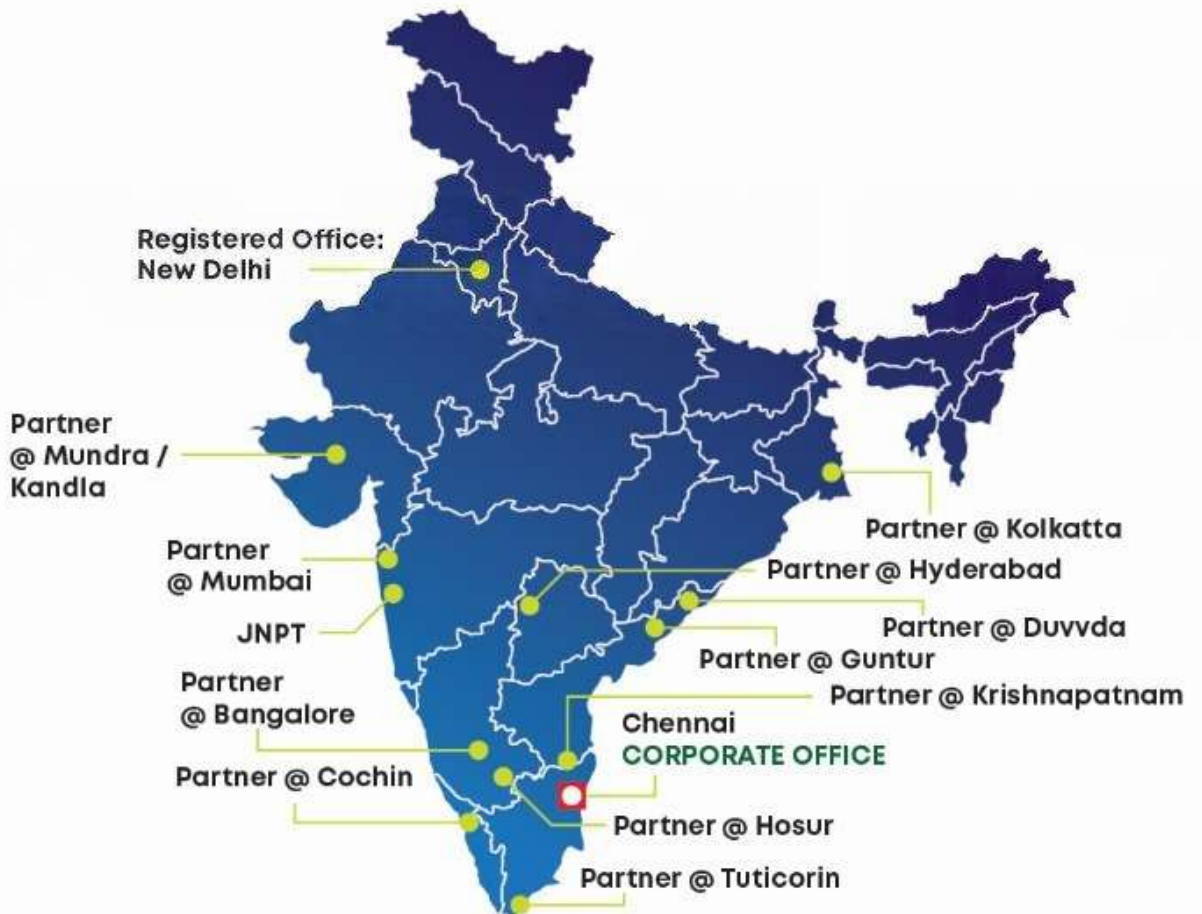 Registered Office:
New Delhi
Partner
@ Mundra /
Kandla
Partner @ Kolkatta
Partner
@ Mumbai
Partner @ Hyderabad
JNPT
Partner @ Duvvda
Partner @ Guntur
Partner
@ Bangalore
Partner @ Krishnapatnam
Chennai
CORPORATE OFFICE
Partner @ Cochin
Partner @ Hosur
Partner @ Tuticorin